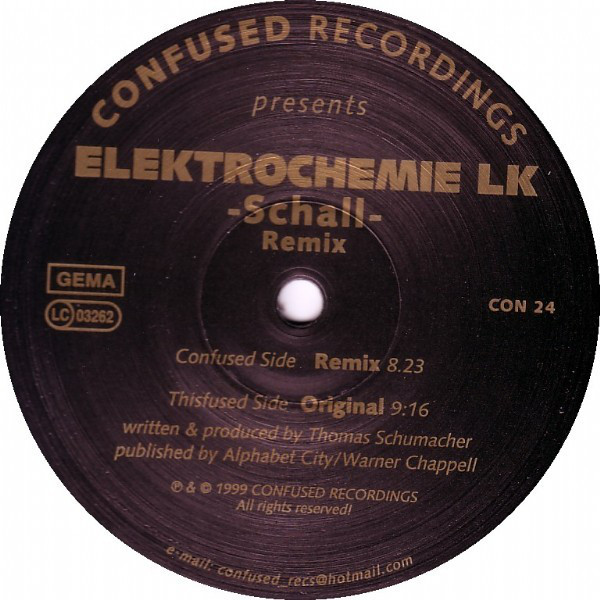 CONFUSED RECORDINGS
presents
ELEKTROCHEMIE LK
-Schall-
Remix
GEMA
LC 03262
CON 24
Confused Side Remix 8.23
Thisfused Side Original 9:16
written & produced by Thomas Schumacher
published by Alphabet City/Warner Chappell
℗ & © 1999 CONFUSED RECORDINGS
All rights reserved!
e-mail: confused_recs@hotmail.com